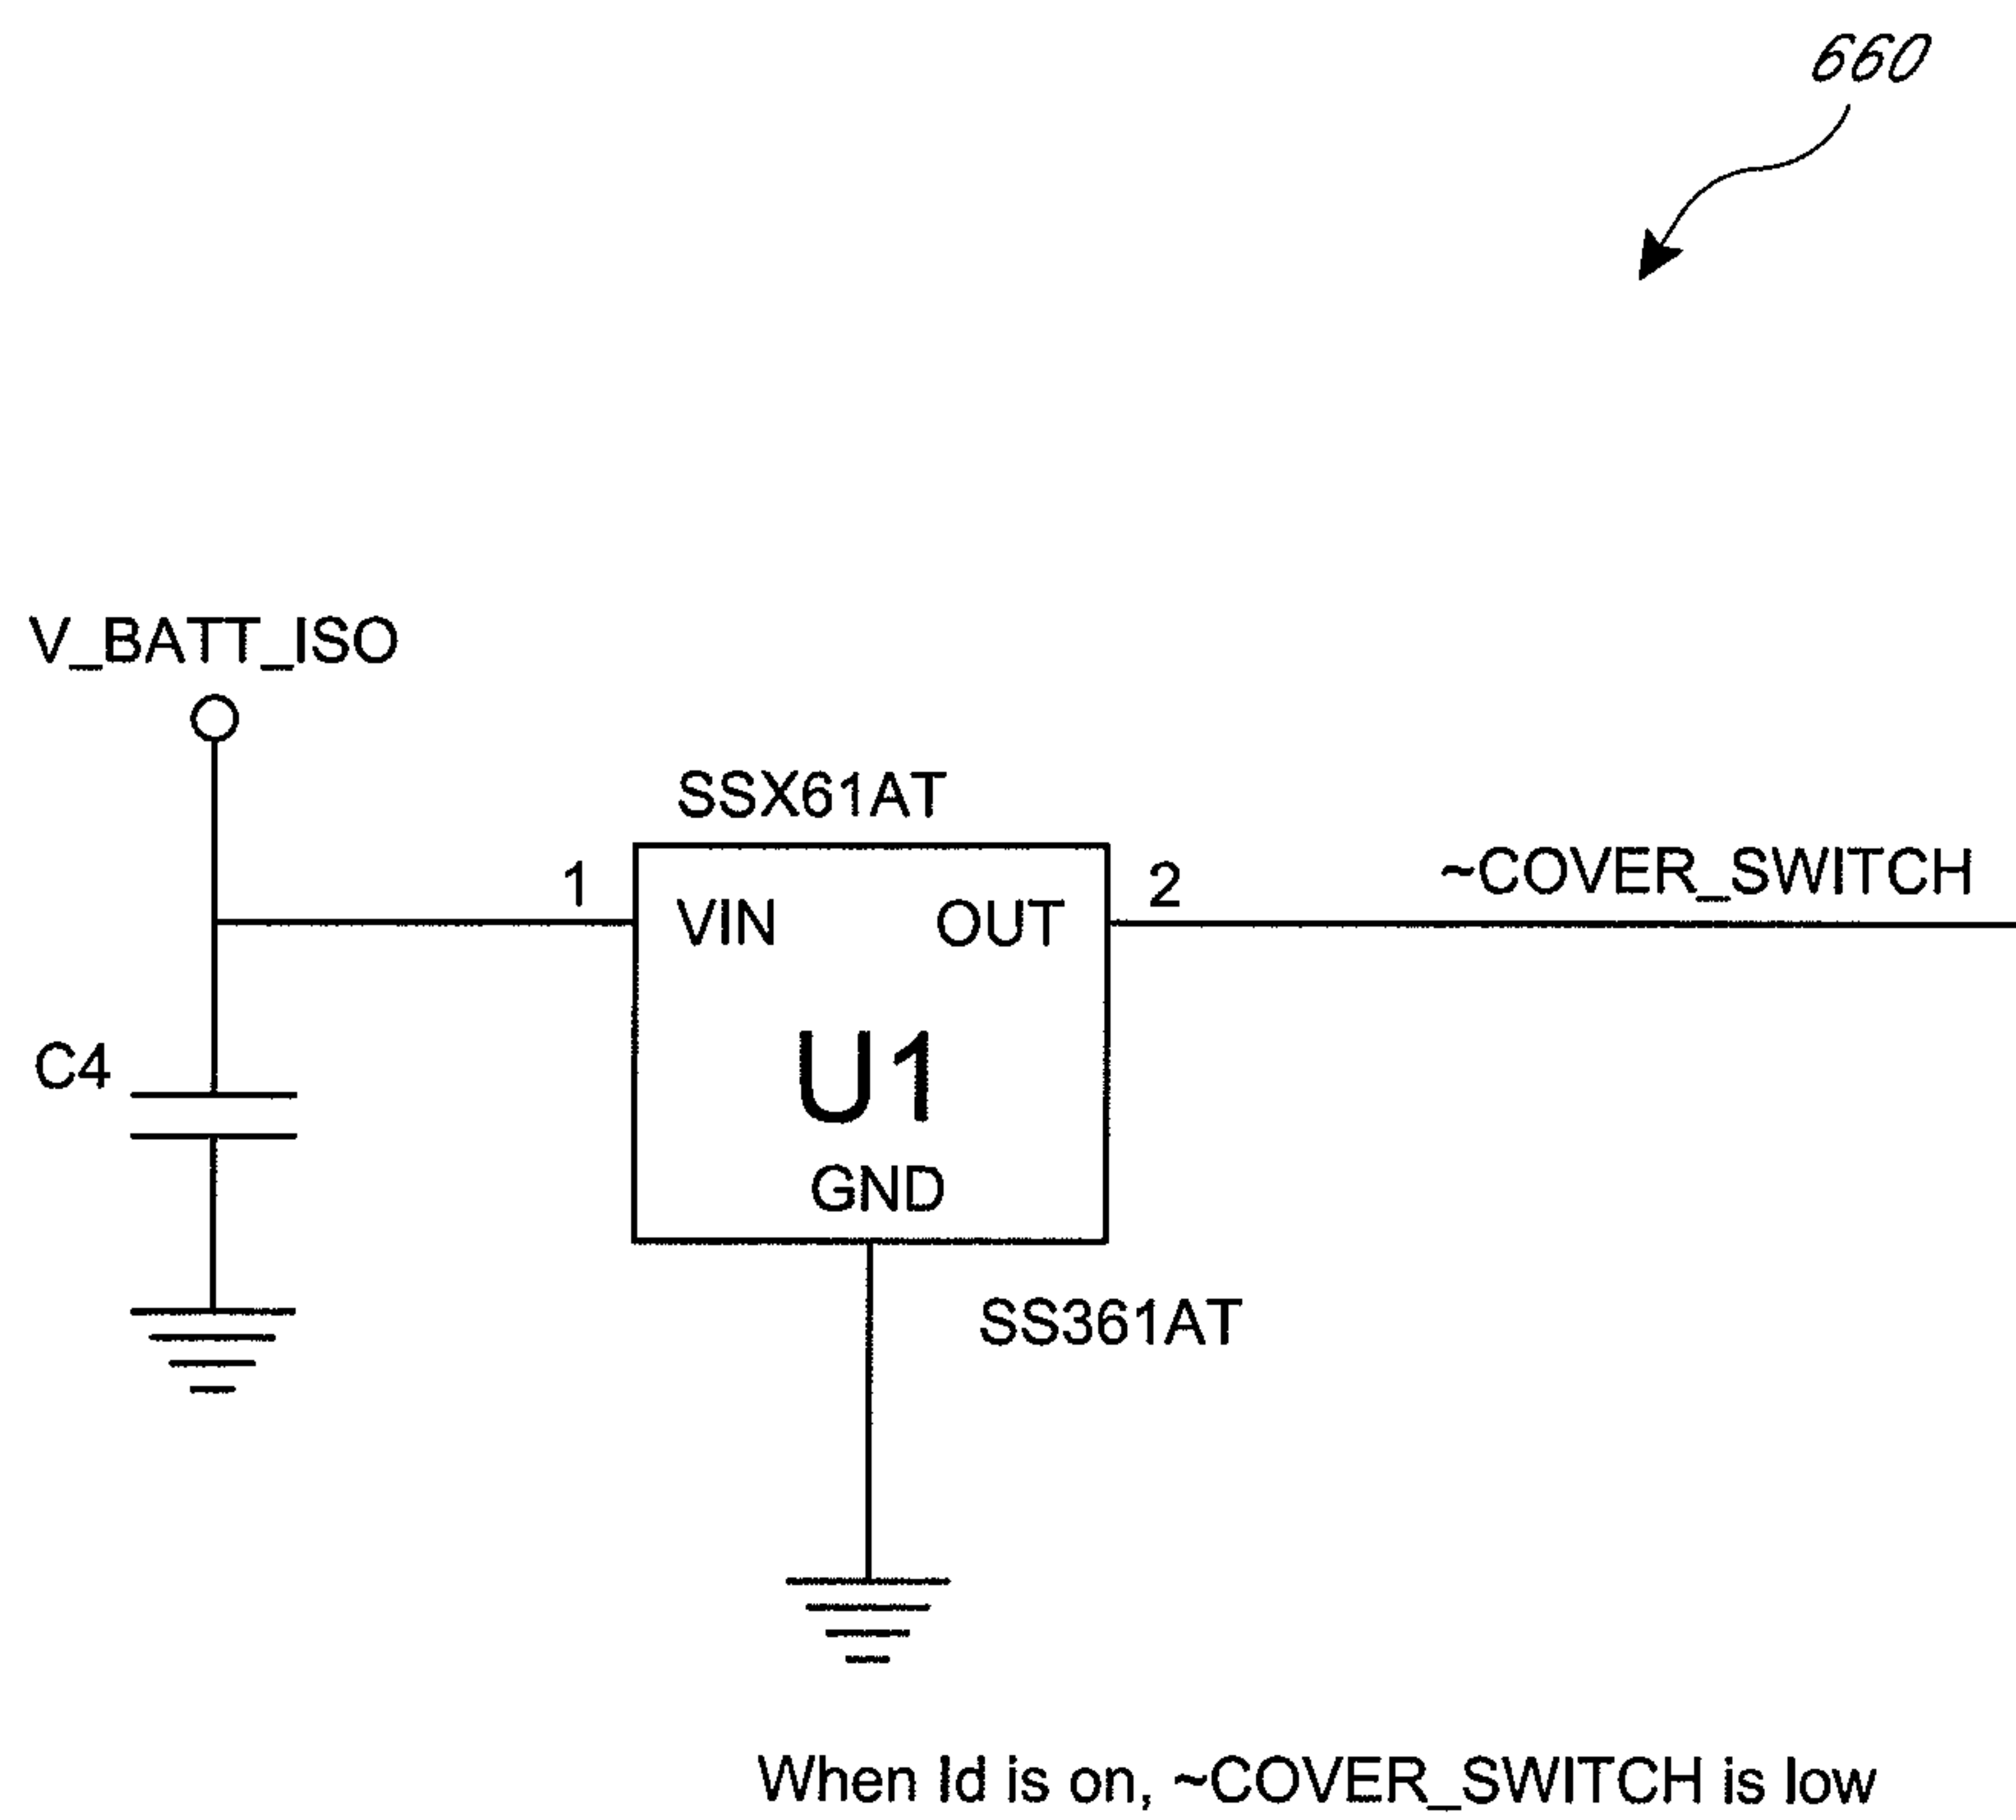 660
V_BATT_ISO
SSX61AT
1
VIN
OUT
2
~COVER_SWITCH
C4
U1
GND
SS361AT
When Id is on, ~COVER_SWITCH is low